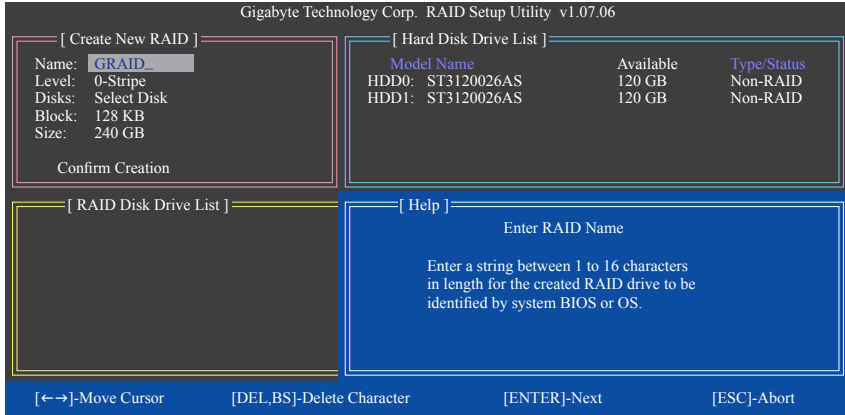 Gigabyte Technology Corp. RAID Setup Utility v1.07.06
[ Create New RAID ]
Name: GRAID_
Level: 0-Stripe
Disks: Select Disk
Block: 128 KB
Size: 240 GB
Confirm Creation
[ Hard Disk Drive List ]
Model Name Available Type/Status
HDD0: ST3120026AS 120 GB Non-RAID
HDD1: ST3120026AS 120 GB Non-RAID
[ RAID Disk Drive List ]
[ Help ]
Enter RAID Name
Enter a string between 1 to 16 characters
in length for the created RAID drive to be
identified by system BIOS or OS.
[←→]-Move Cursor [DEL,BS]-Delete Character [ENTER]-Next [ESC]-Abort